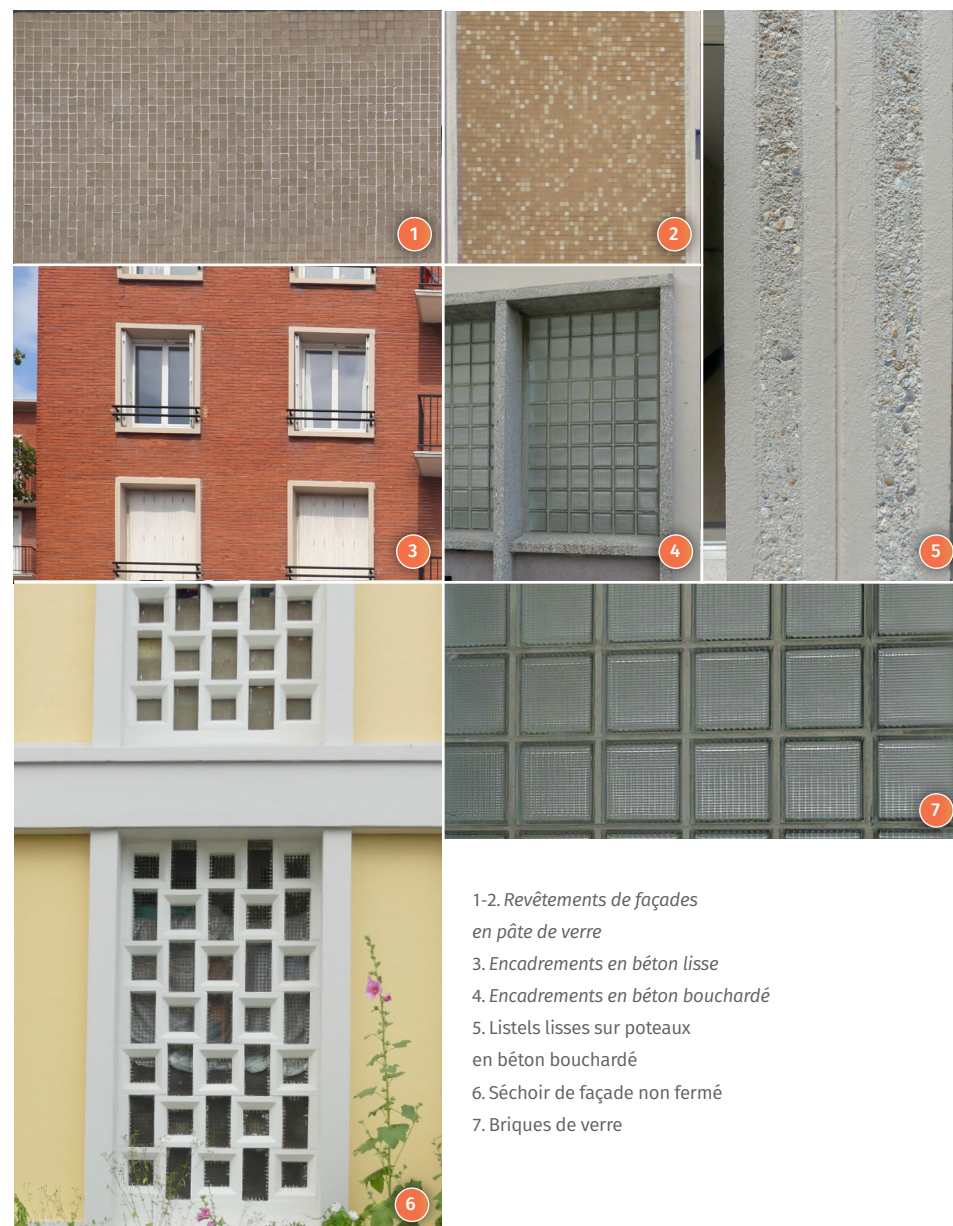 1
2
3
4
5
6
7
1-2. Revêtements de façades
en pâte de verre
3. Encadrements en béton lisse
4. Encadrements en béton bouchardé
5. Listels lisses sur poteaux
en béton bouchardé
6. Séchoir de façade non fermé
7. Briques de verre